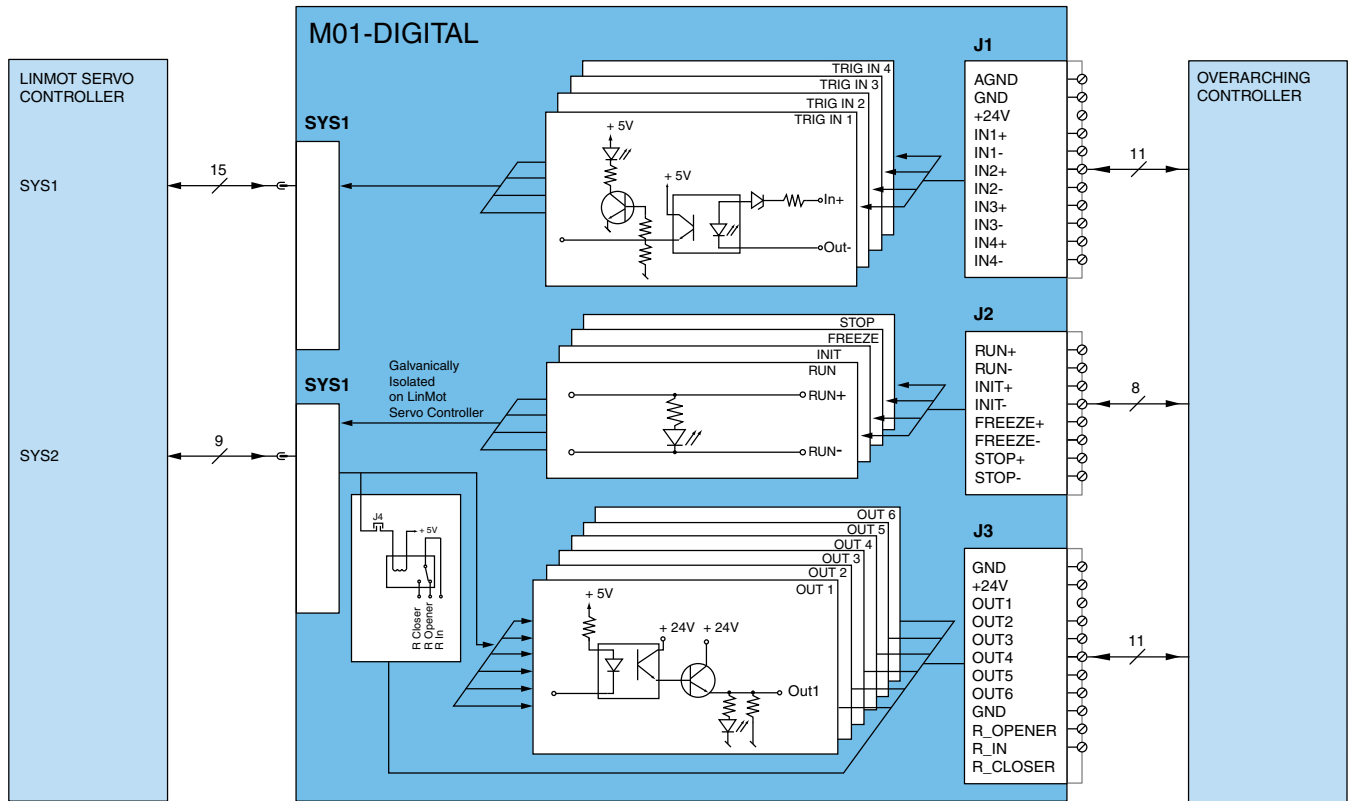 M01-DIGITAL
LINMOT SERVO
CONTROLLER
SYS1
SYS2
15
9
SYS1
SYS1
TRIG IN 4
TRIG IN 3
TRIG IN 2
TRIG IN 1
+ 5V
+ 5V
In+
Out-
Galvanically
Isolated
on LinMot
Servo Controller
STOP
FREEZE
INIT
RUN
RUN+
RUN-
J4
+ 5V
R Closer
R Opener
R In
OUT 6
OUT 5
OUT 4
OUT 3
OUT 2
OUT 1
+ 5V
+ 24V
+ 24V
Out1
J1
AGND
GND
+24V
IN1+
IN1-
IN2+
IN2-
IN3+
IN3-
IN4+
IN4-
11
J2
RUN+
RUN-
INIT+
INIT-
FREEZE+
FREEZE-
STOP+
STOP-
8
J3
GND
+24V
OUT1
OUT2
OUT3
OUT4
OUT5
OUT6
GND
R_OPENER
R_IN
R_CLOSER
11
OVERARCHING
CONTROLLER